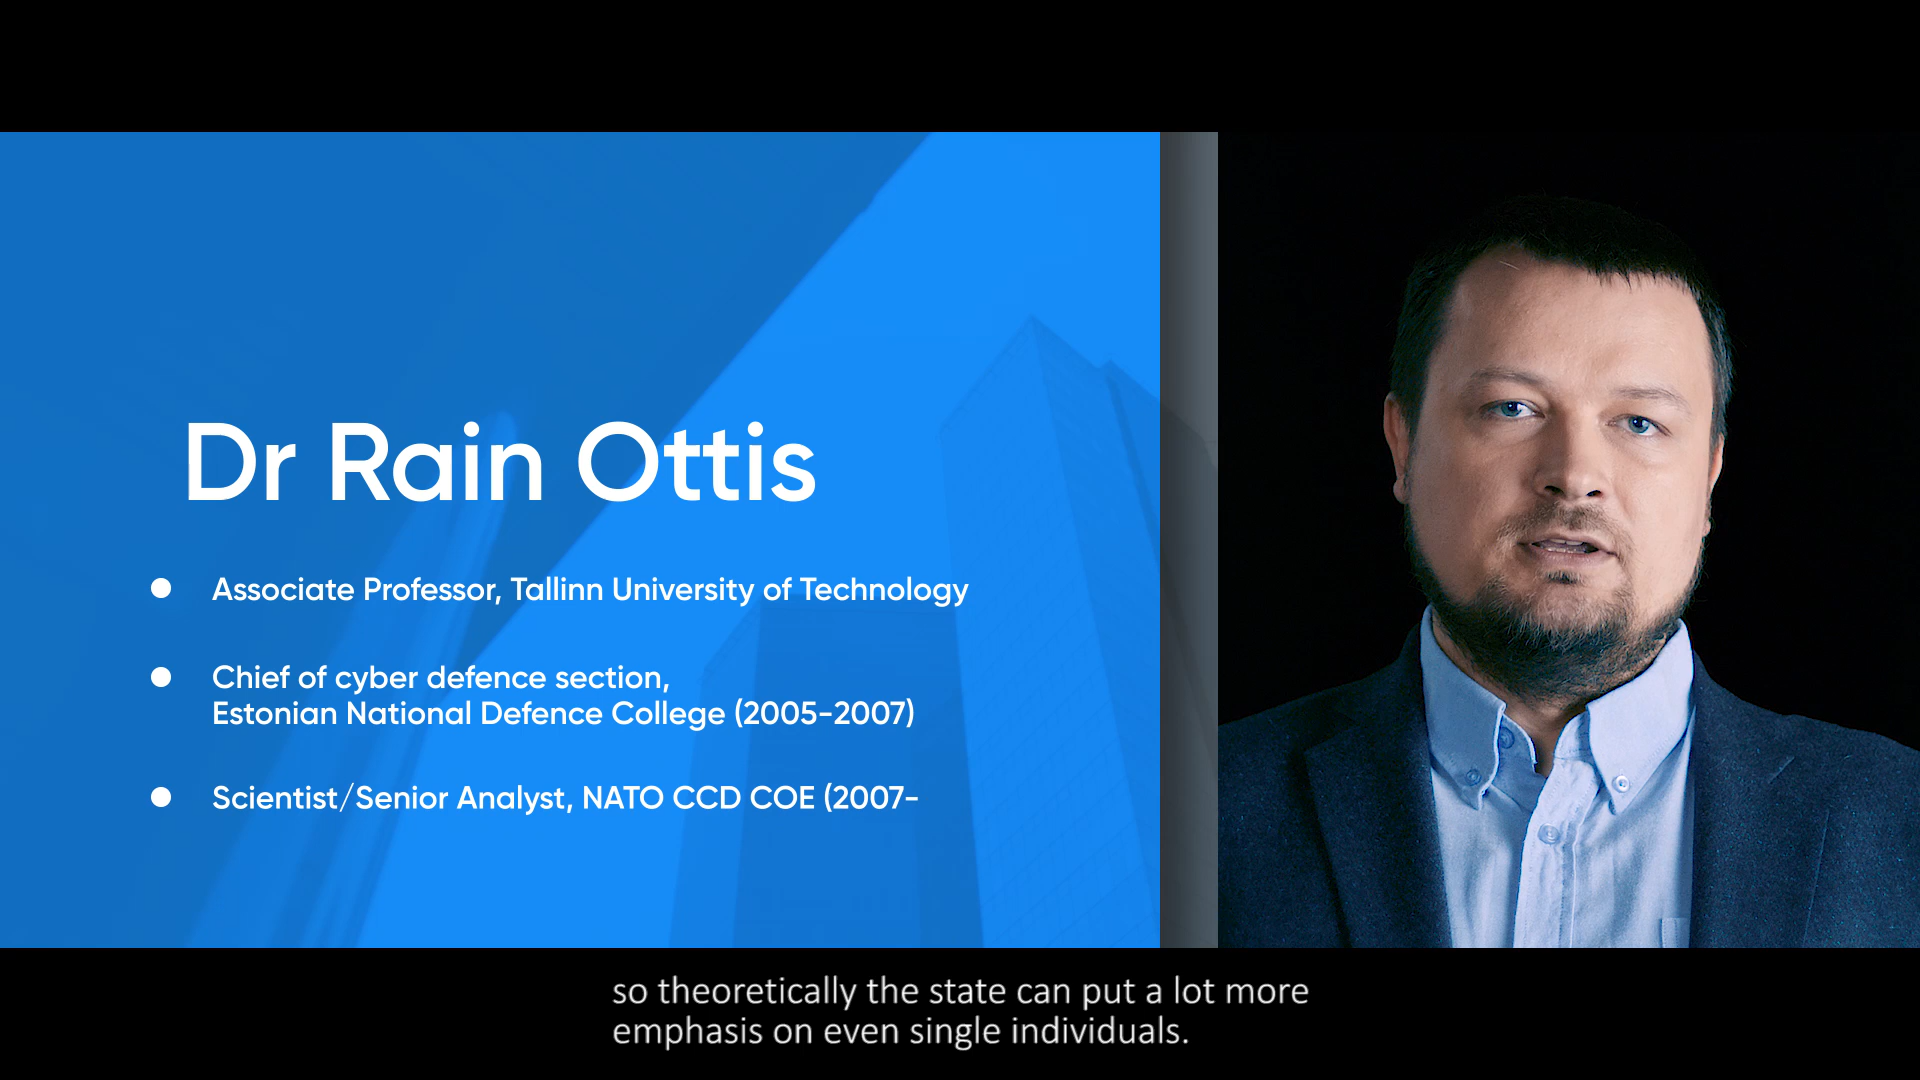 Dr Rain Ottis
Associate Professor, Tallinn University of Technology
Chief of cyber defence section,
Estonian National Defence College (2005-2007)
Scientist/Senior Analyst, NATO CCD COE (2007-
so theoretically the state can put a lot more
emphasis on even single individuals.